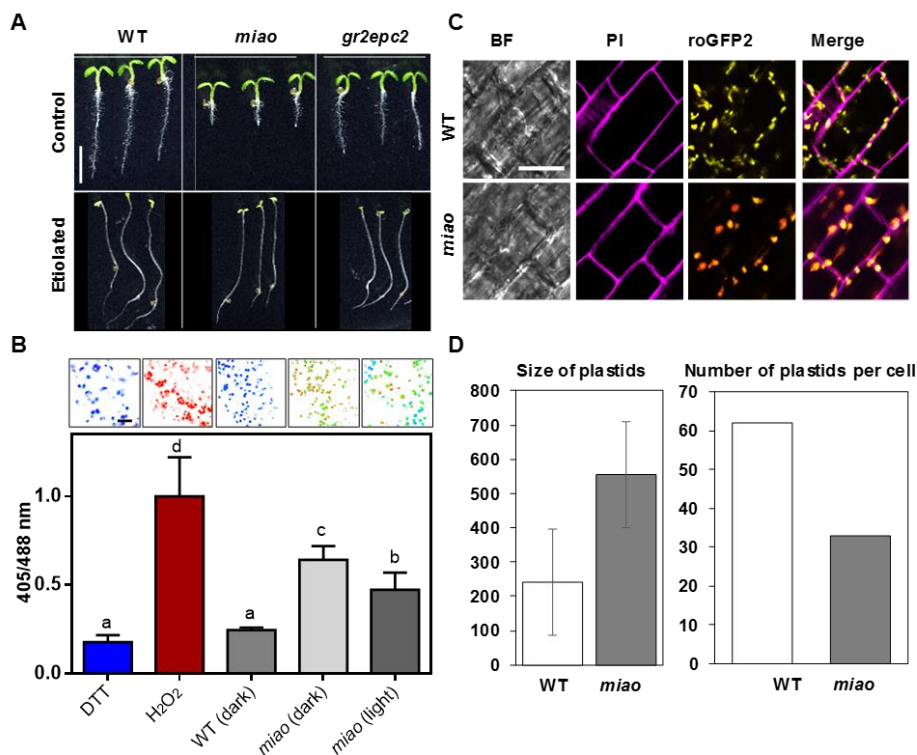 A
WT
miao
gr2epc2
Control
Etiolated
B
d
c
b
a
a
405/488 nm
1.0
0.5
0.0
DTT
H2O2
WT (dark)
miao (dark)
miao (light)
C
BF
PI
roGFP2
Merge
WT
miao
D
Size of plastids
800
700
600
500
400
300
200
100
0
WT
miao
Number of plastids per cell
70
60
50
40
30
20
10
0
WT
miao